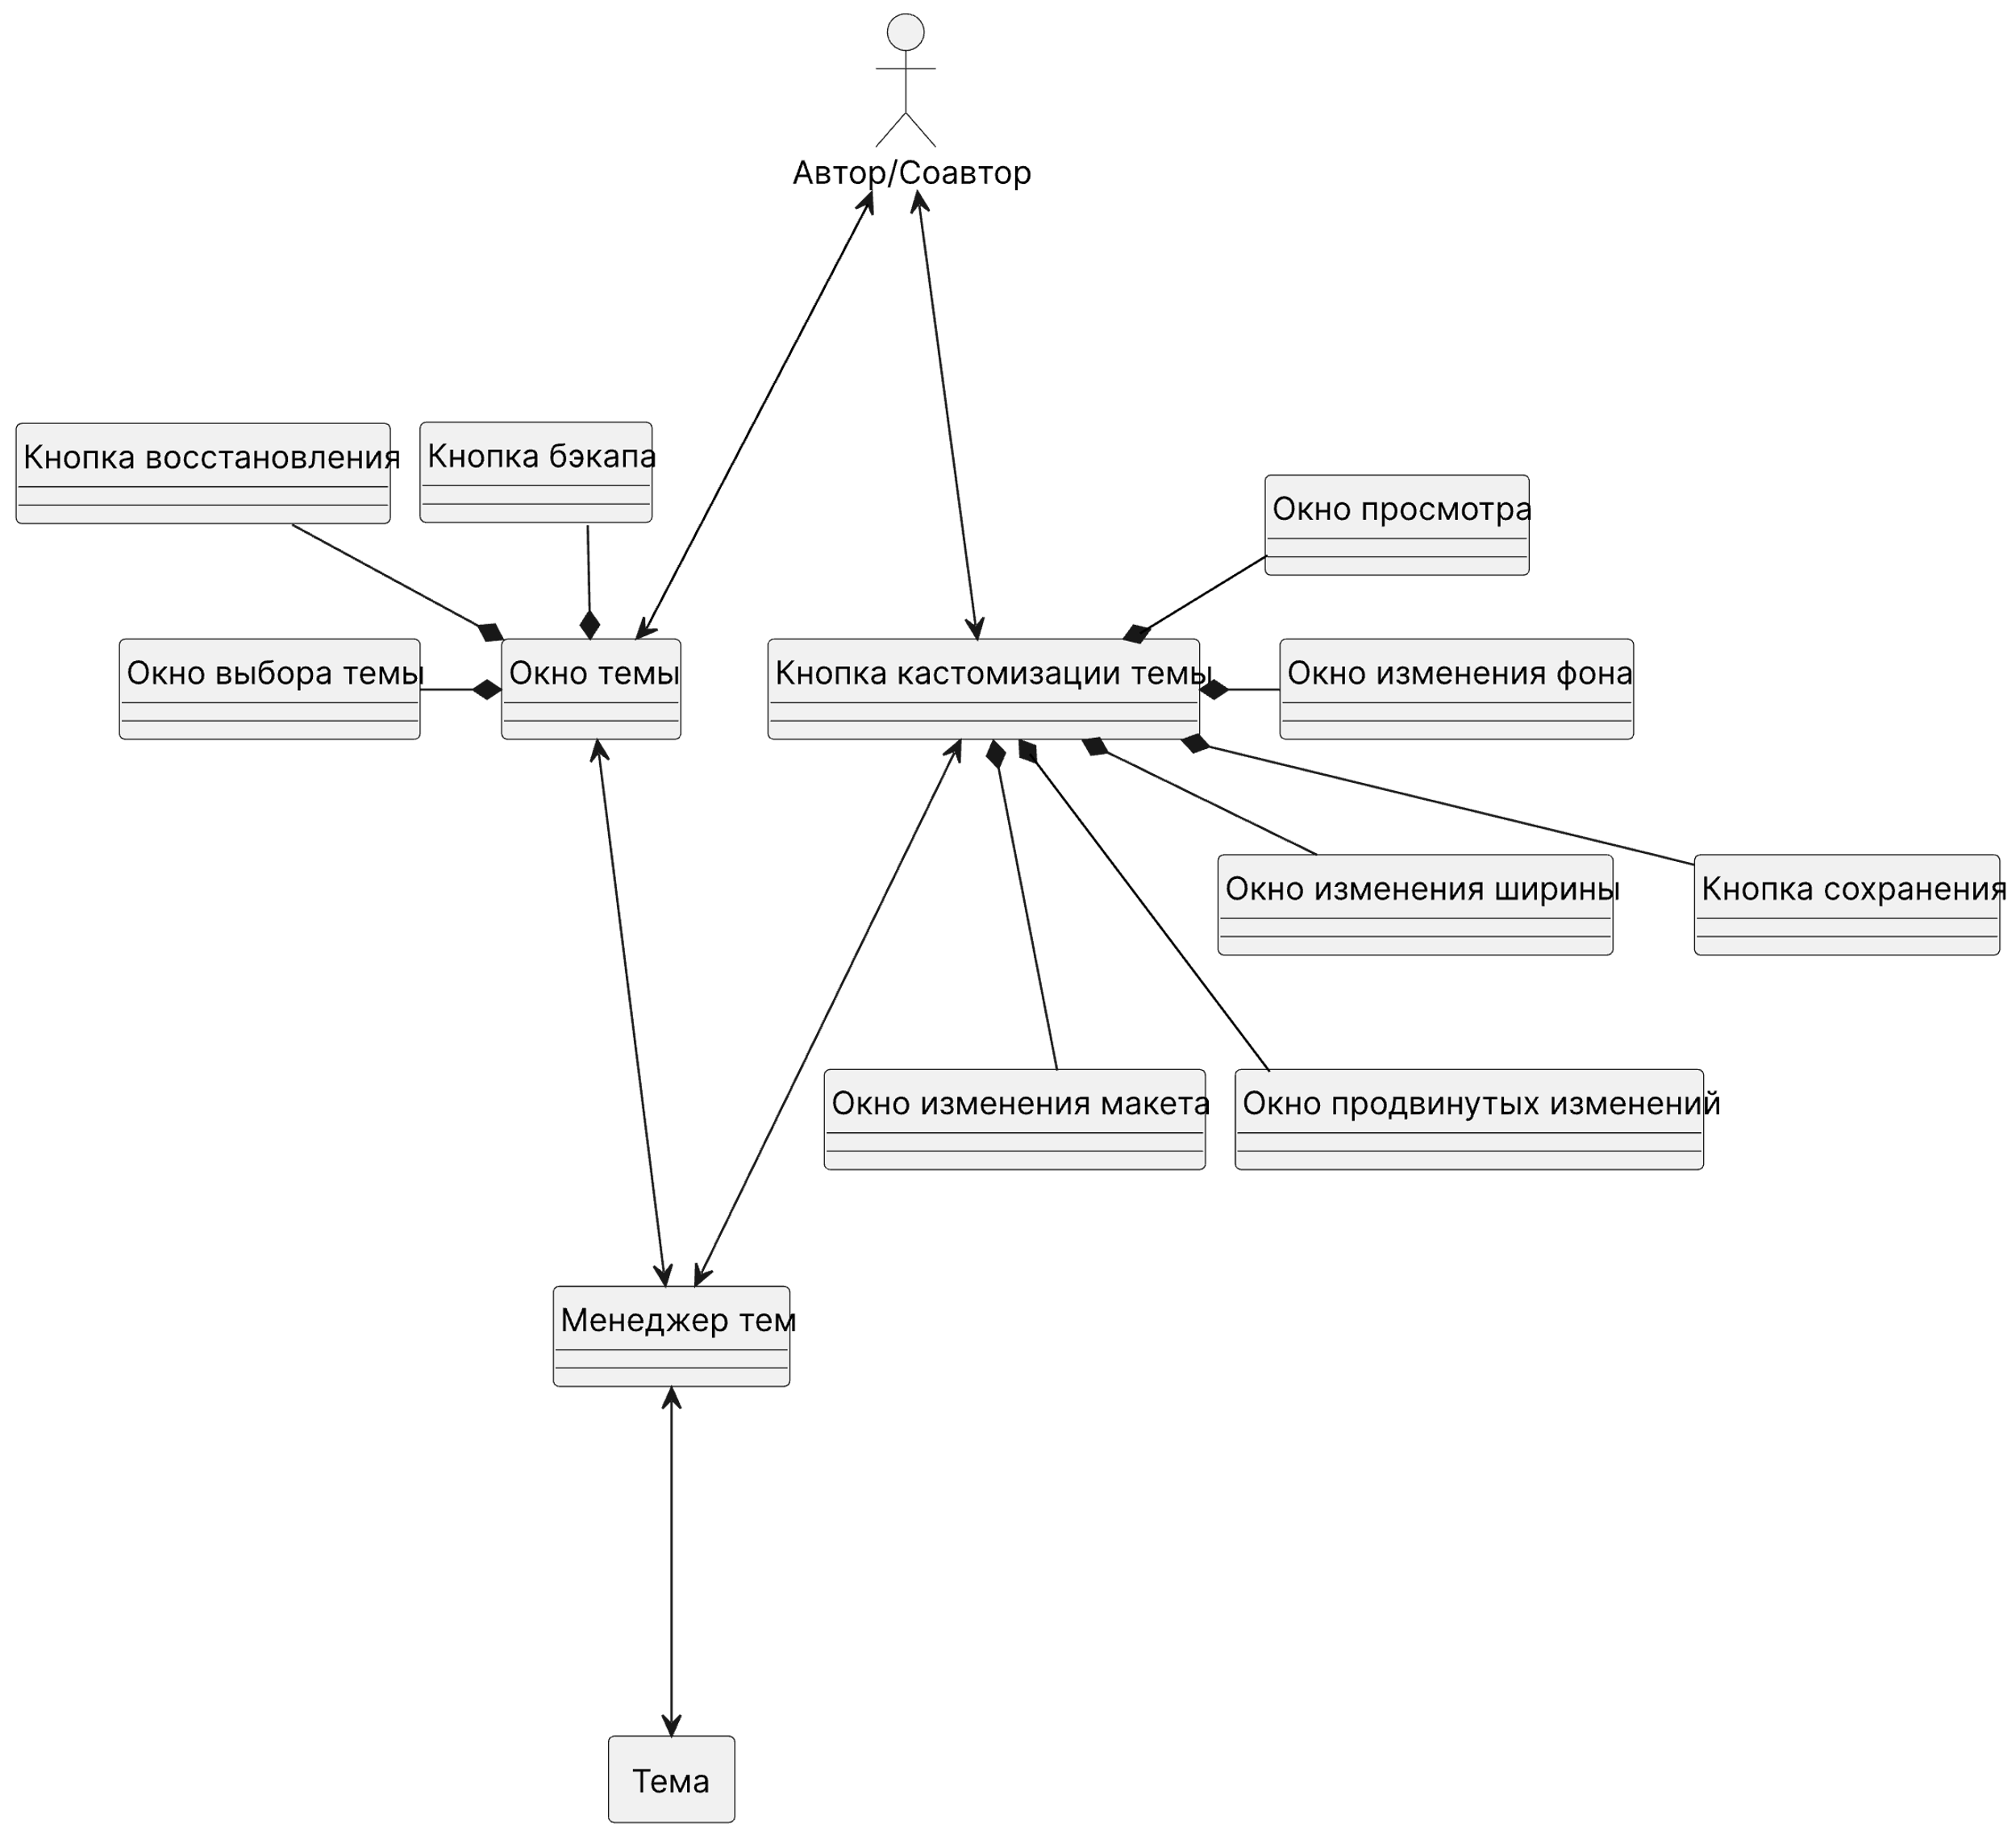 Автор/Соавтор
Кнопка восстановления
Кнопка бэкапа
Окно просмотра
Окно выбора темы
Окно темы
Кнопка кастомизации темы
Окно изменения фона
Окно изменения ширины
Кнопка сохранения
Окно изменения макета
Окно продвинутых изменений
Менеджер тем
Тема